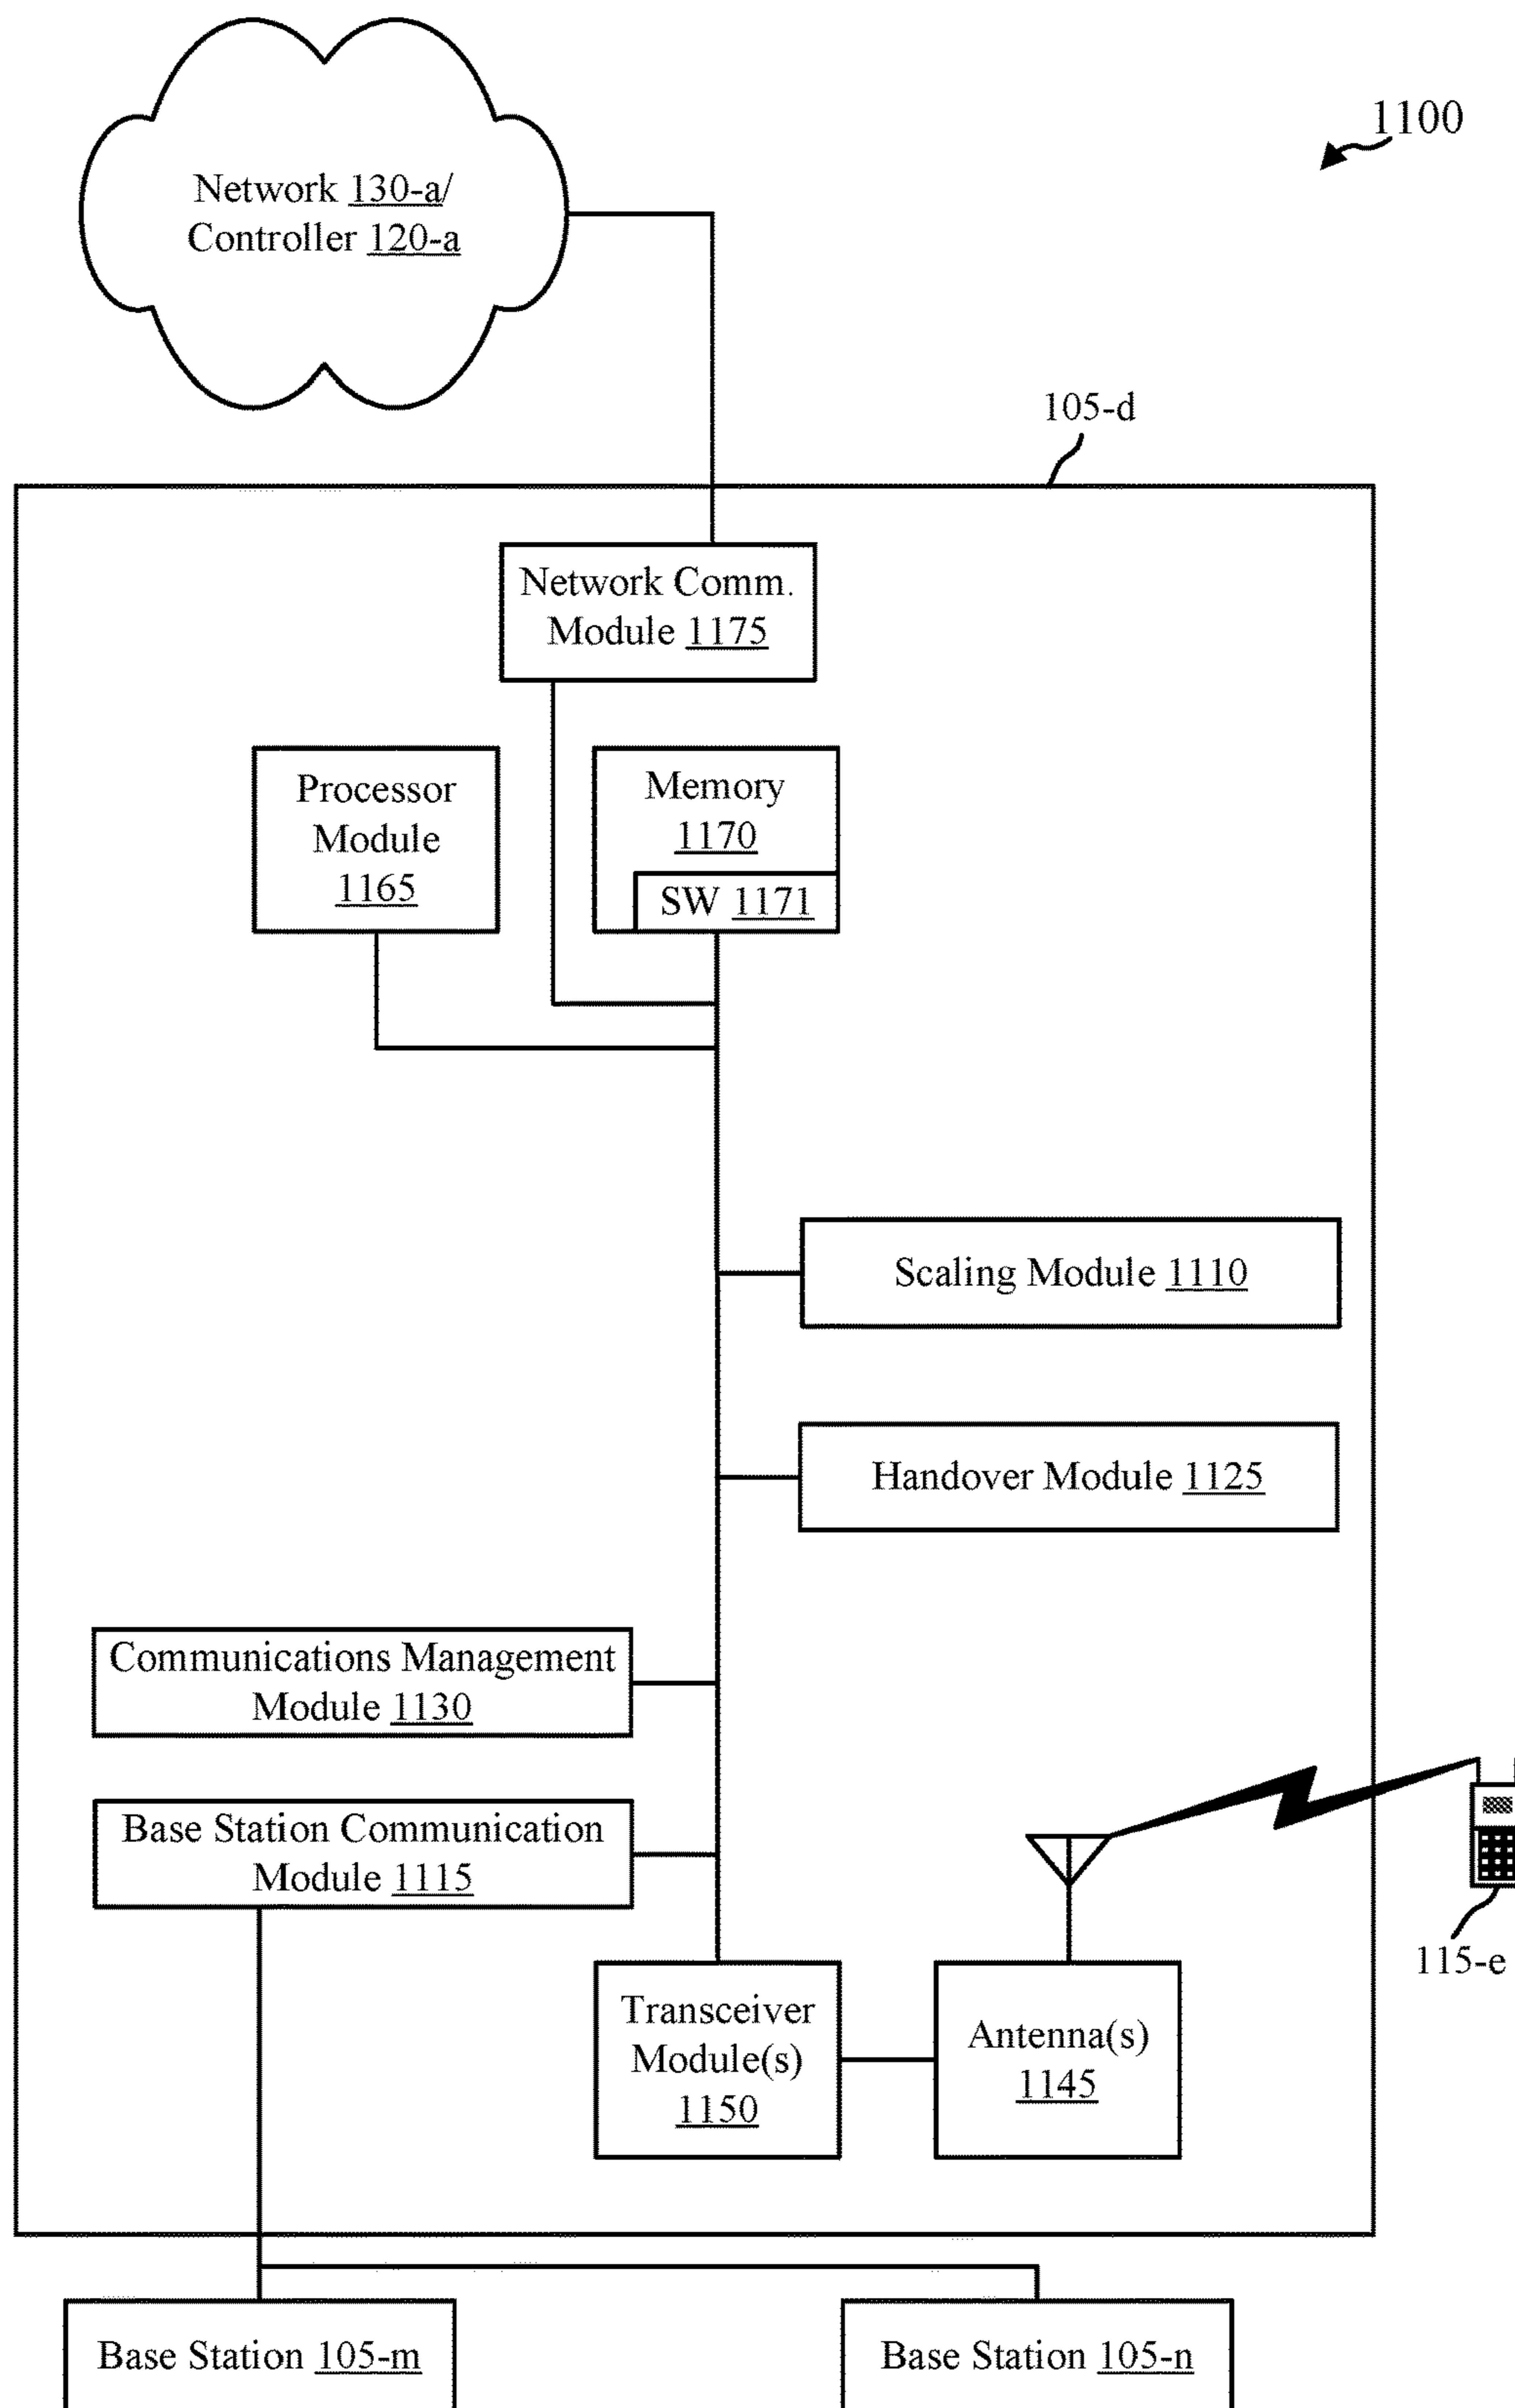 1100
Network 130-a/
Controller 120-a
105-d
Network Comm.
Module 1175
Processor
Module
1165
Memory
1170
SW 1171
Scaling Module 1110
Handover Module 1125
Communications Management
Module 1130
Base Station Communication
Module 1115
115-e
Transceiver
Module(s)
1150
Antenna(s)
1145
Base Station 105-m
Base Station 105-n